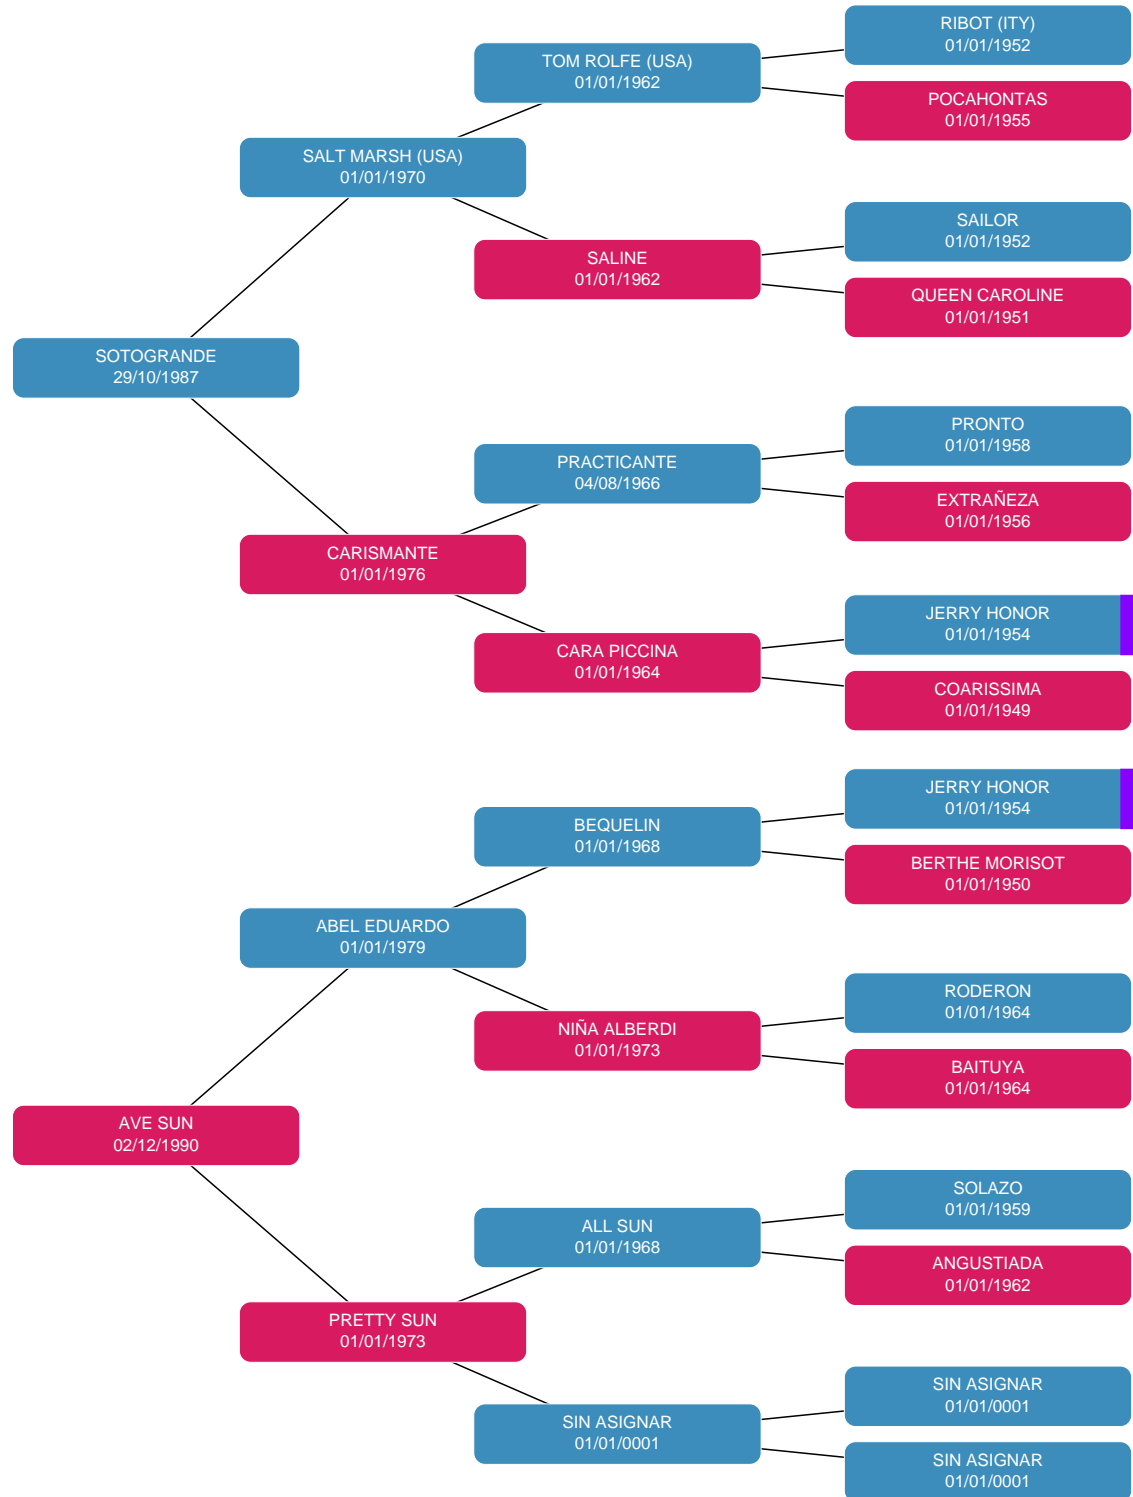 RIBOT (ITY)
01/01/1952
TOM ROLFE (USA)
01/01/1962
POCAHONTAS
01/01/1955
SALT MARSH (USA)
01/01/1970
SAILOR
01/01/1952
SALINE
01/01/1962
QUEEN CAROLINE
01/01/1951
SOTOGRANDE
29/10/1987
PRONTO
01/01/1958
PRACTICANTE
04/08/1966
EXTRAÑEZA
01/01/1956
CARISMANTE
01/01/1976
JERRY HONOR
01/01/1954
CARA PICCINA
01/01/1964
COARISSIMA
01/01/1949
JERRY HONOR
01/01/1954
BEQUELIN
01/01/1968
BERTHE MORISOT
01/01/1950
ABEL EDUARDO
01/01/1979
RODERON
01/01/1964
NIÑA ALBERDI
01/01/1973
BAITUYA
01/01/1964
AVE SUN
02/12/1990
SOLAZO
01/01/1959
ALL SUN
01/01/1968
ANGUSTIADA
01/01/1962
PRETTY SUN
01/01/1973
SIN ASIGNAR
01/01/0001
SIN ASIGNAR
01/01/0001
SIN ASIGNAR
01/01/0001